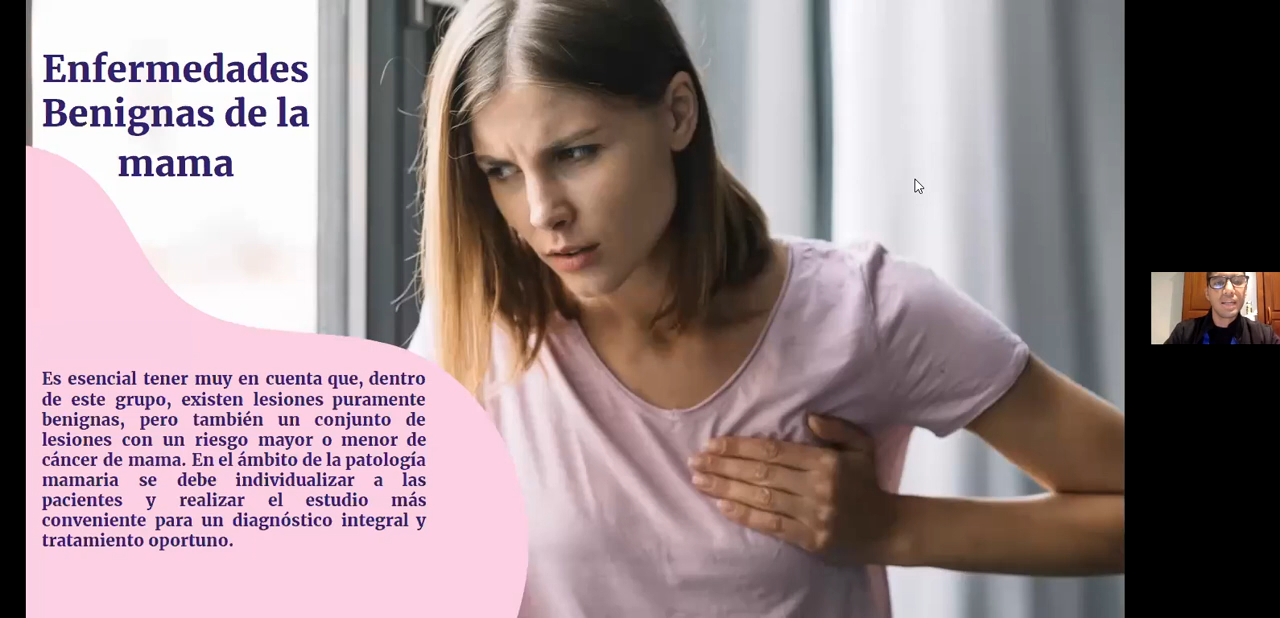 Enfermedades
Benignas de la
mama
Es esencial tener muy en cuenta que, dentro
de este grupo, existen lesiones puramente
benignas, pero también un conjunto de
lesiones con un riesgo mayor o menor de
cáncer de mama. En el ámbito de la patología
mamaria se debe individualizar a las
pacientes y realizar el estudio más
conveniente para un diagnóstico integral y
tratamiento oportuno.